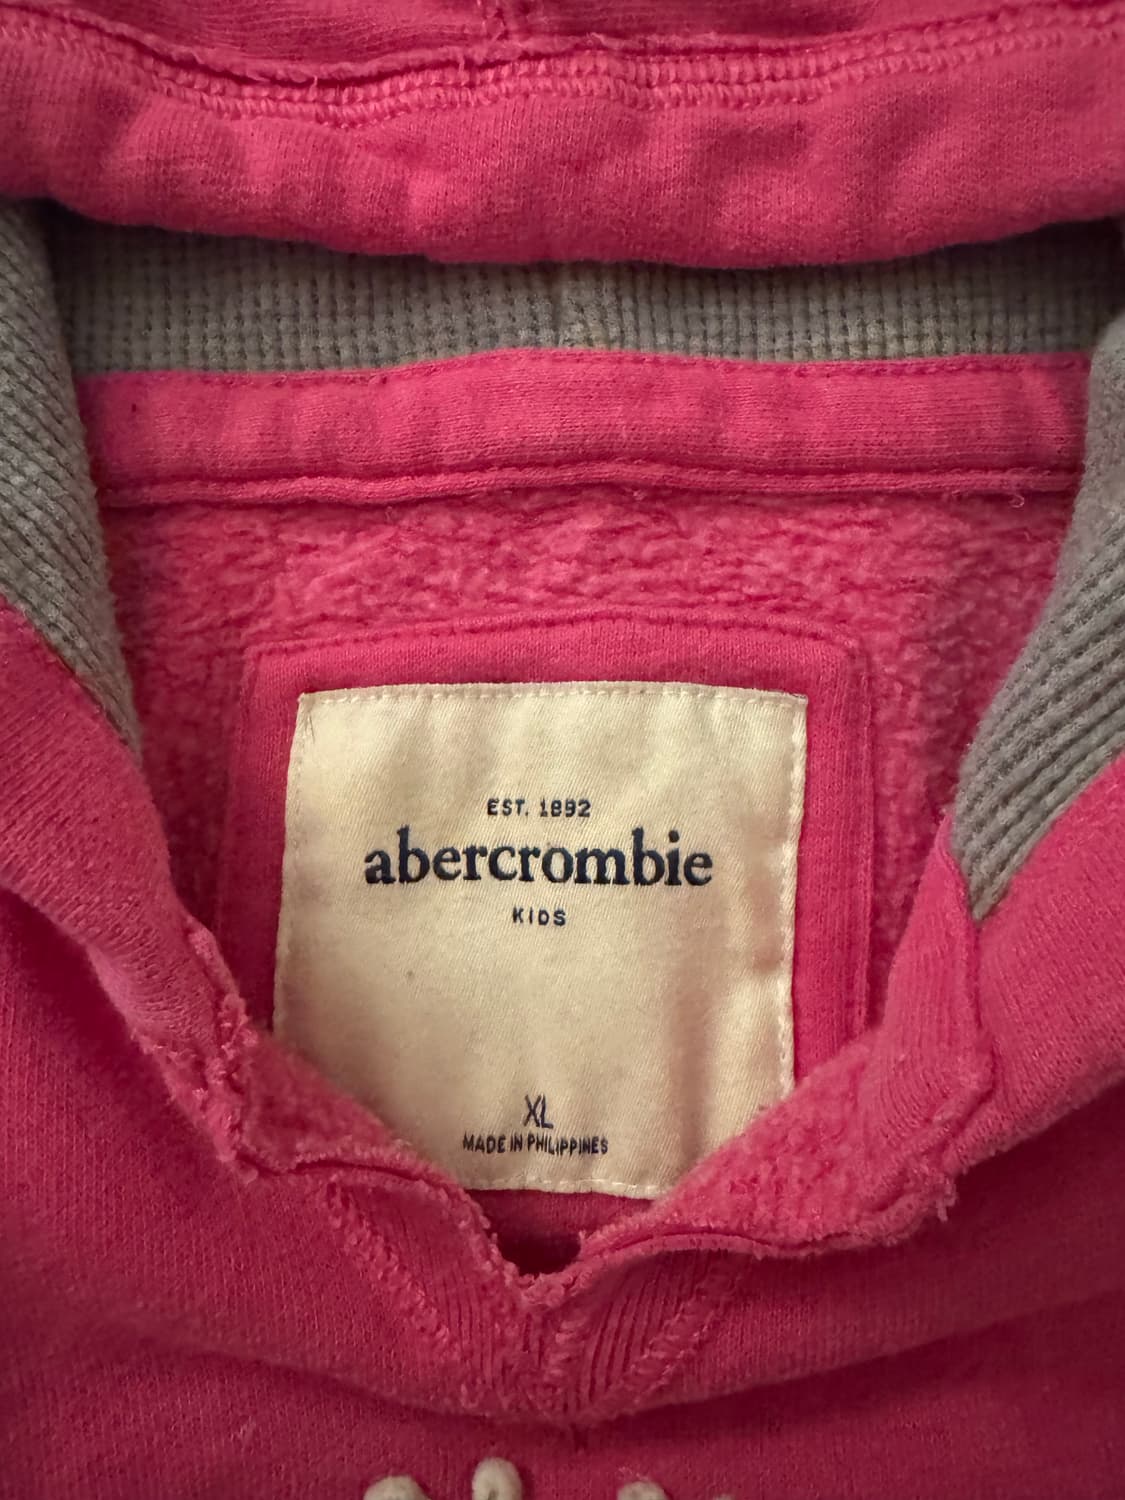 EST. 1892
abercrombie
KIDS
XL
MADE IN PHILIPPINES